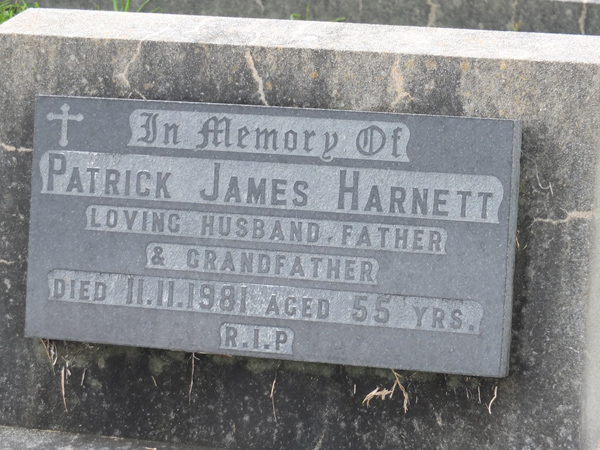 In Memory Of
PATRICK JAMES HARNETT
LOVING HUSBAND, FATHER
& GRANDFATHER
DIED 11.11.1981 AGED 55 YRS.
R.I.P